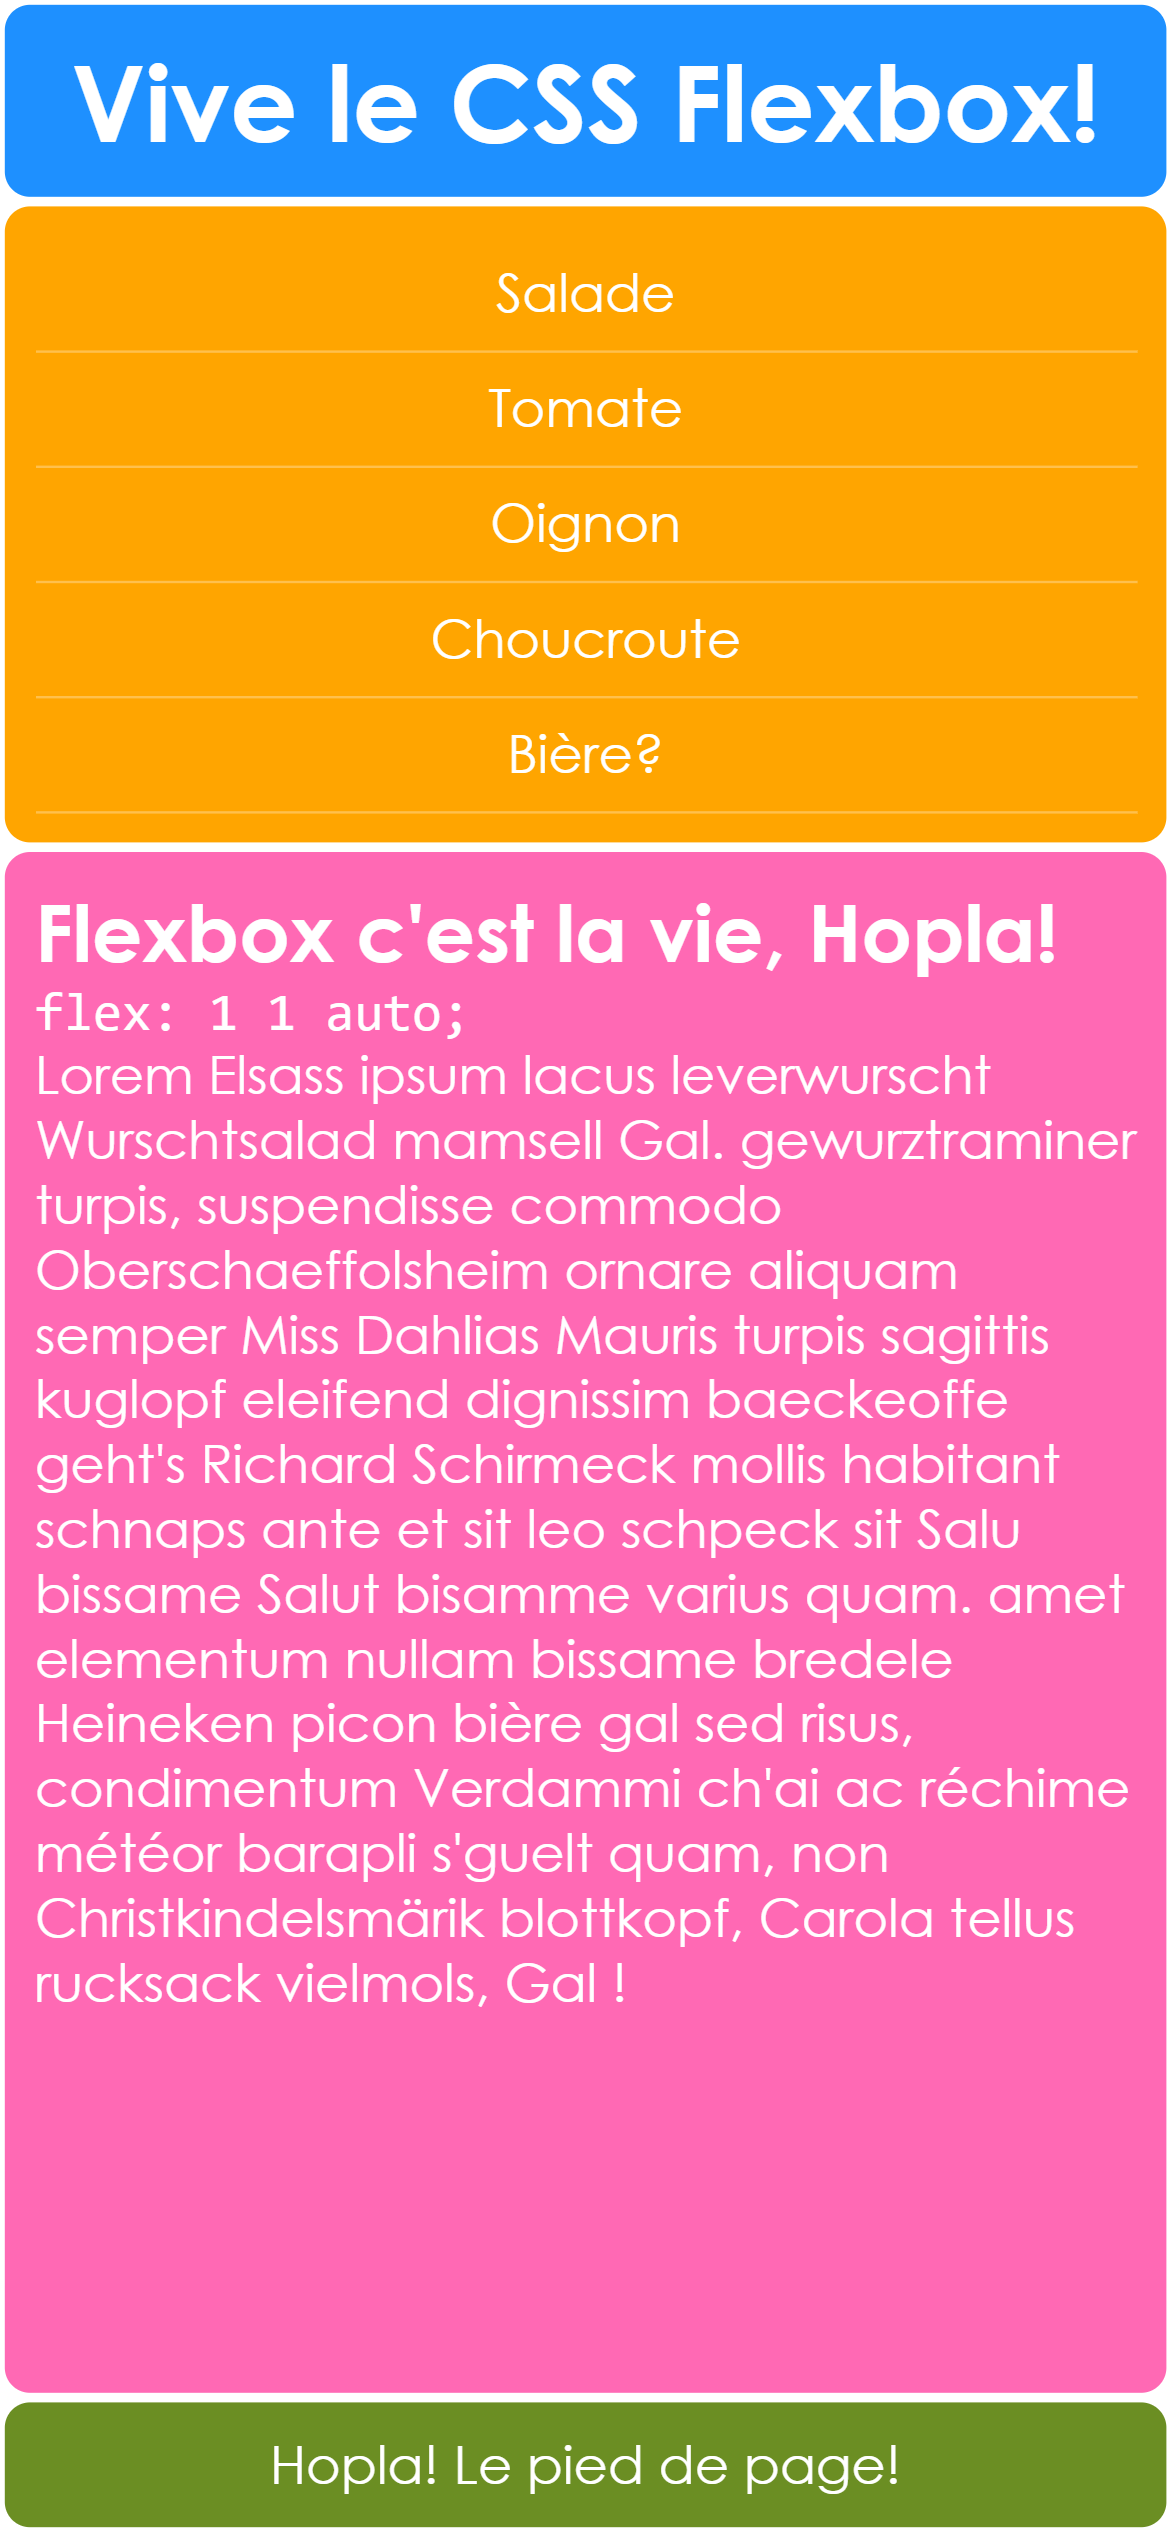 Vive le CSS Flexbox!
Salade
Tomate
Oignon
Choucroute
Bière?
Flexbox c'est la vie, Hopla!
flex: 1 1 auto;
Lorem Elsass ipsum lacus leverwurscht
Wurschtsalad mamsell Gal. gewurztraminer
turpis, suspendisse commodo
Oberschaeffolsheim ornare aliquam
semper Miss Dahlias Mauris turpis sagittis
kuglopf eleifend dignissim baeckeoffe
geht's Richard Schirmeck mollis habitant
schnaps ante et sit leo schpeck sit Salu
bissame Salut bisamme varius quam. amet
elementum nullam bissame bredele
Heineken picon bière gal sed risus,
condimentum Verdammi ch'ai ac réchime
météor barapli s'guelt quam, non
Christkindelsmärik blottkopf, Carola tellus
rucksack vielmols, Gal !
Hopla! Le pied de page!